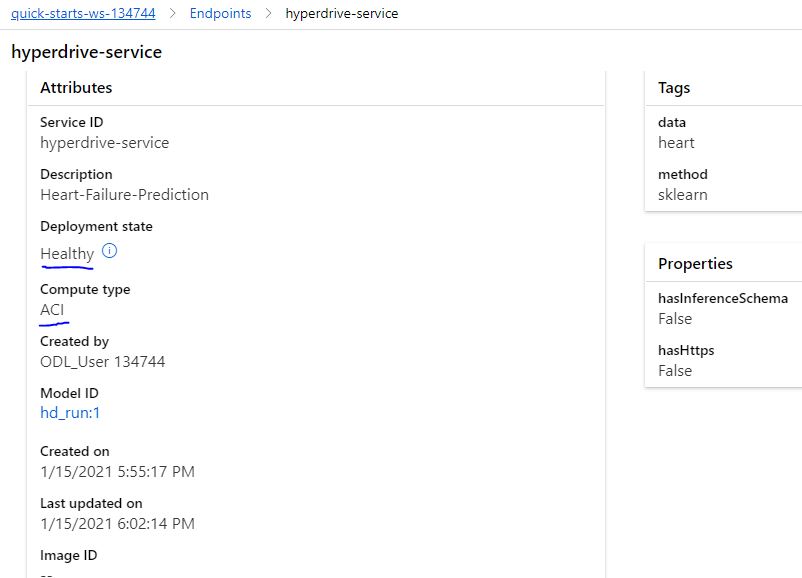 quick-starts-ws-134744 > Endpoints > hyperdrive-service
hyperdrive-service
Attributes
Service ID
hyperdrive-service
Description
Heart-Failure-Prediction
Deployment state
Healthy
Compute type
ACI
Created by
ODL_User 134744
Model ID
hd_run:1
Created on
1/15/2021 5:55:17 PM
Last updated on
1/15/2021 6:02:14 PM
Image ID
--
Tags
data
heart
method
sklearn
Properties
hasInferenceSchema
False
hasHttps
False